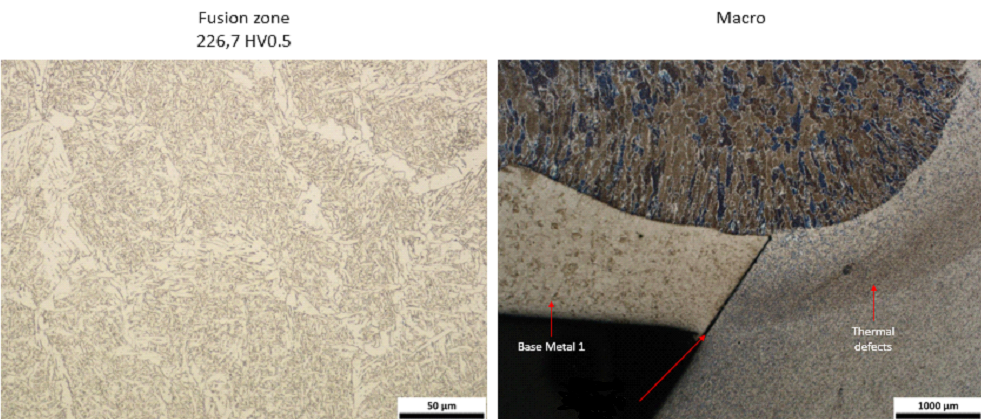 Fusion zone
226,7 HV0.5
Macro
50 µm
Base Metal 1
Thermal
defects
1000 µm